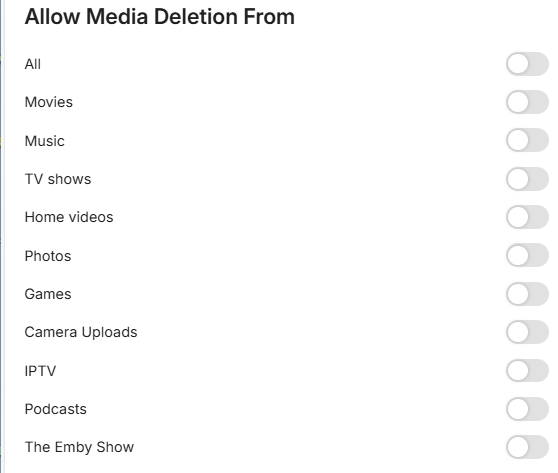 Allow Media Deletion From
All
Movies
Music
TV shows
Home videos
Photos
Games
Camera Uploads
IPTV
Podcasts
The Emby Show